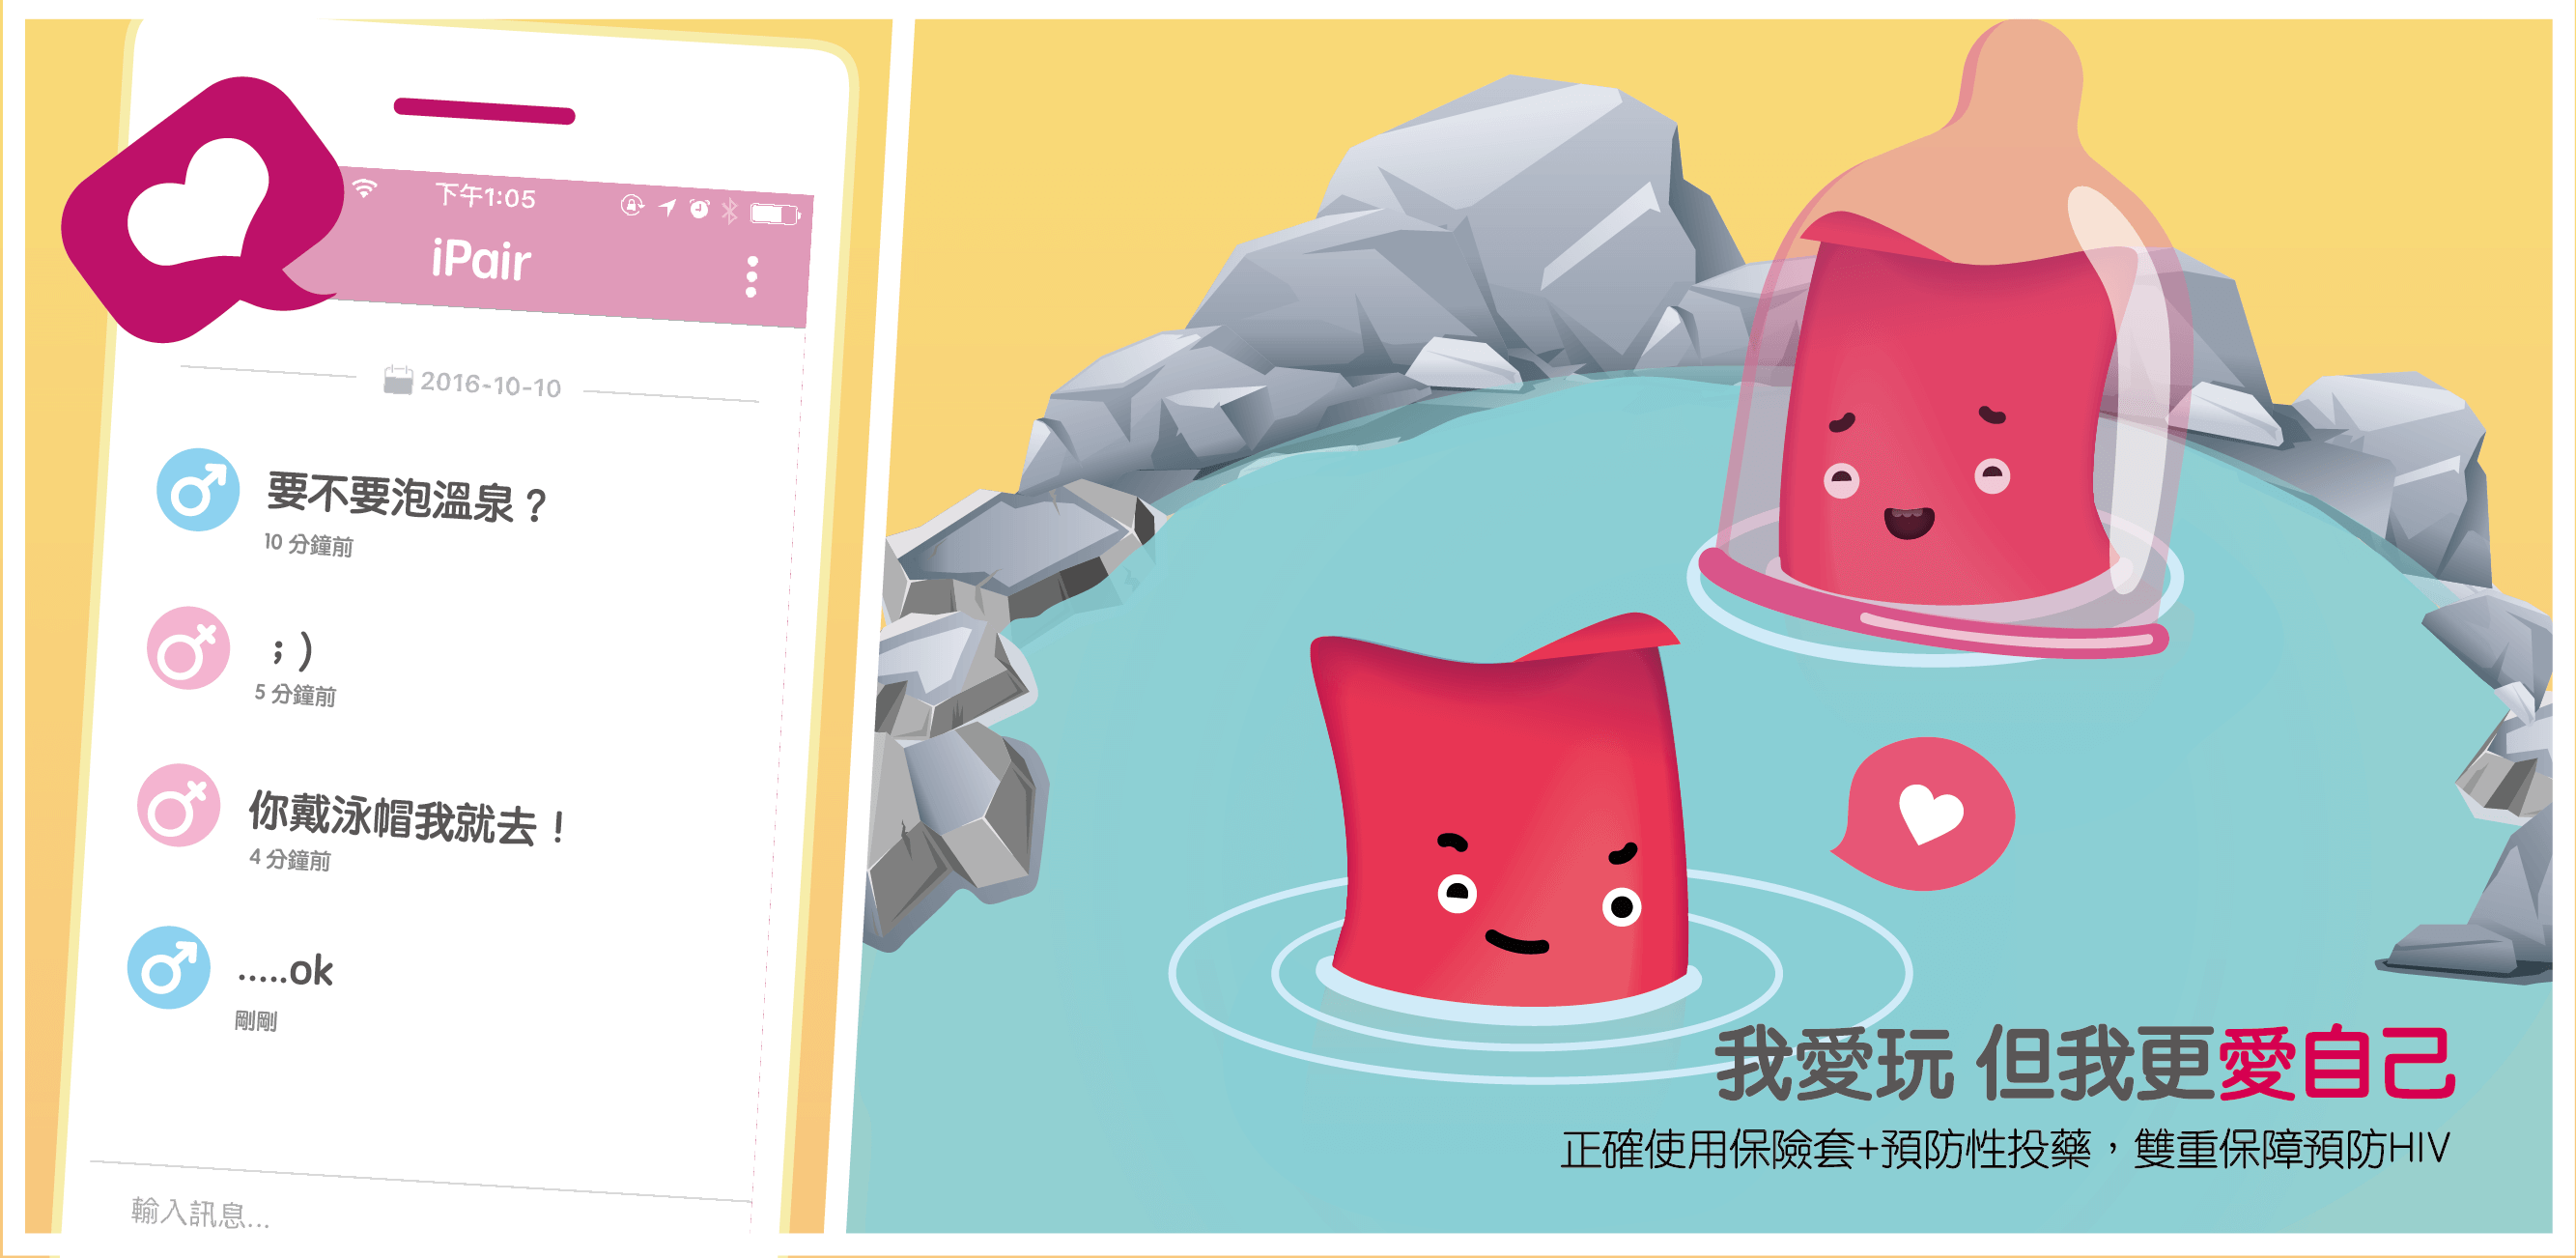 下午1:05
iPair
2016-10-10
要不要泡溫泉？
10 分鐘前
；)
5 分鐘前
你戴泳帽我就去！
4 分鐘前
.....ok
剛剛
輸入訊息...
我愛玩 但我更愛自己
正確使用保險套+預防性投藥，雙重保障預防HIV